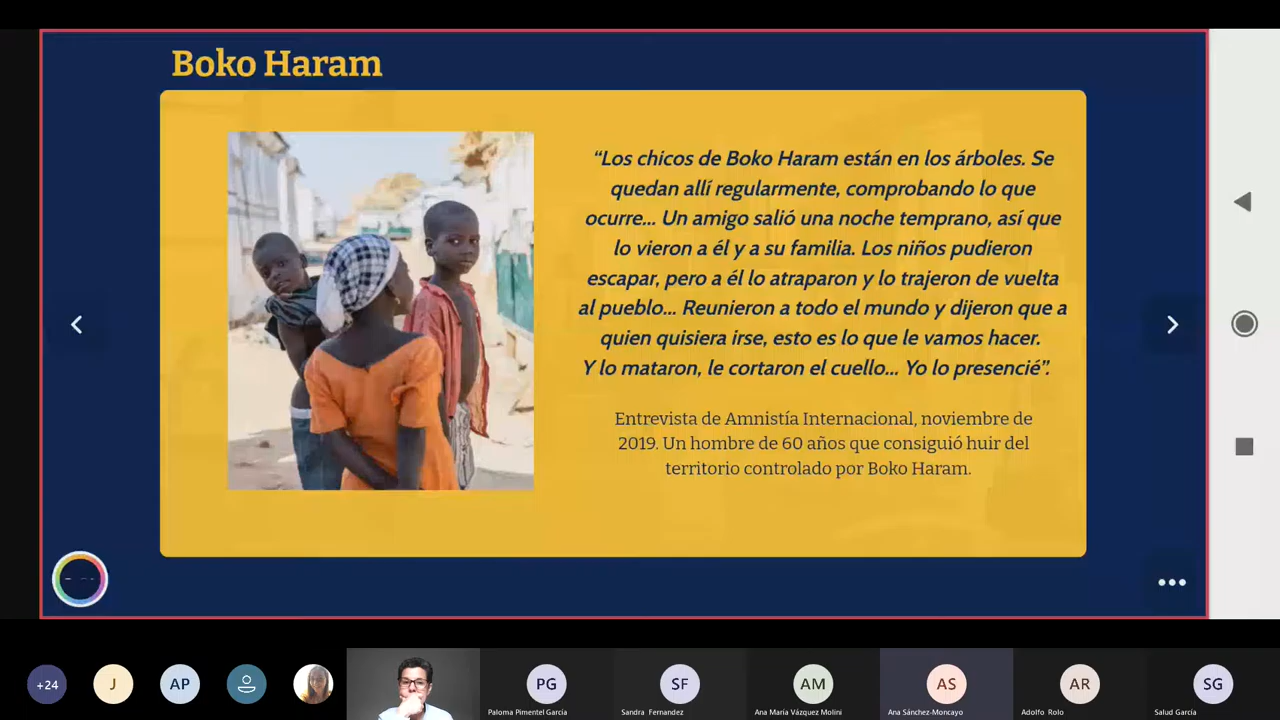 Boko Haram
“Los chicos de Boko Haram están en los árboles. Se
quedan allí regularmente, comprobando lo que
ocurre... Un amigo salió una noche temprano, así que
lo vieron a él y a su familia. Los niños pudieron
escapar, pero a él lo atraparon y lo trajeron de vuelta
al pueblo... Reunieron a todo el mundo y dijeron que a
quien quisiera irse, esto es lo que le vamos hacer.
Y lo mataron, le cortaron el cuello... Yo lo presencié”.
Entrevista de Amnistía Internacional, noviembre de
2019. Un hombre de 60 años que consiguió huir del
territorio controlado por Boko Haram.
+24
J
AP
PG
SF
AM
AS
AR
SG
Paloma Pimentel García
Sandra Fernandez
Ana María Vázquez Molini
Ana Sánchez-Moncayo
Adolfo Rolo
Salud García